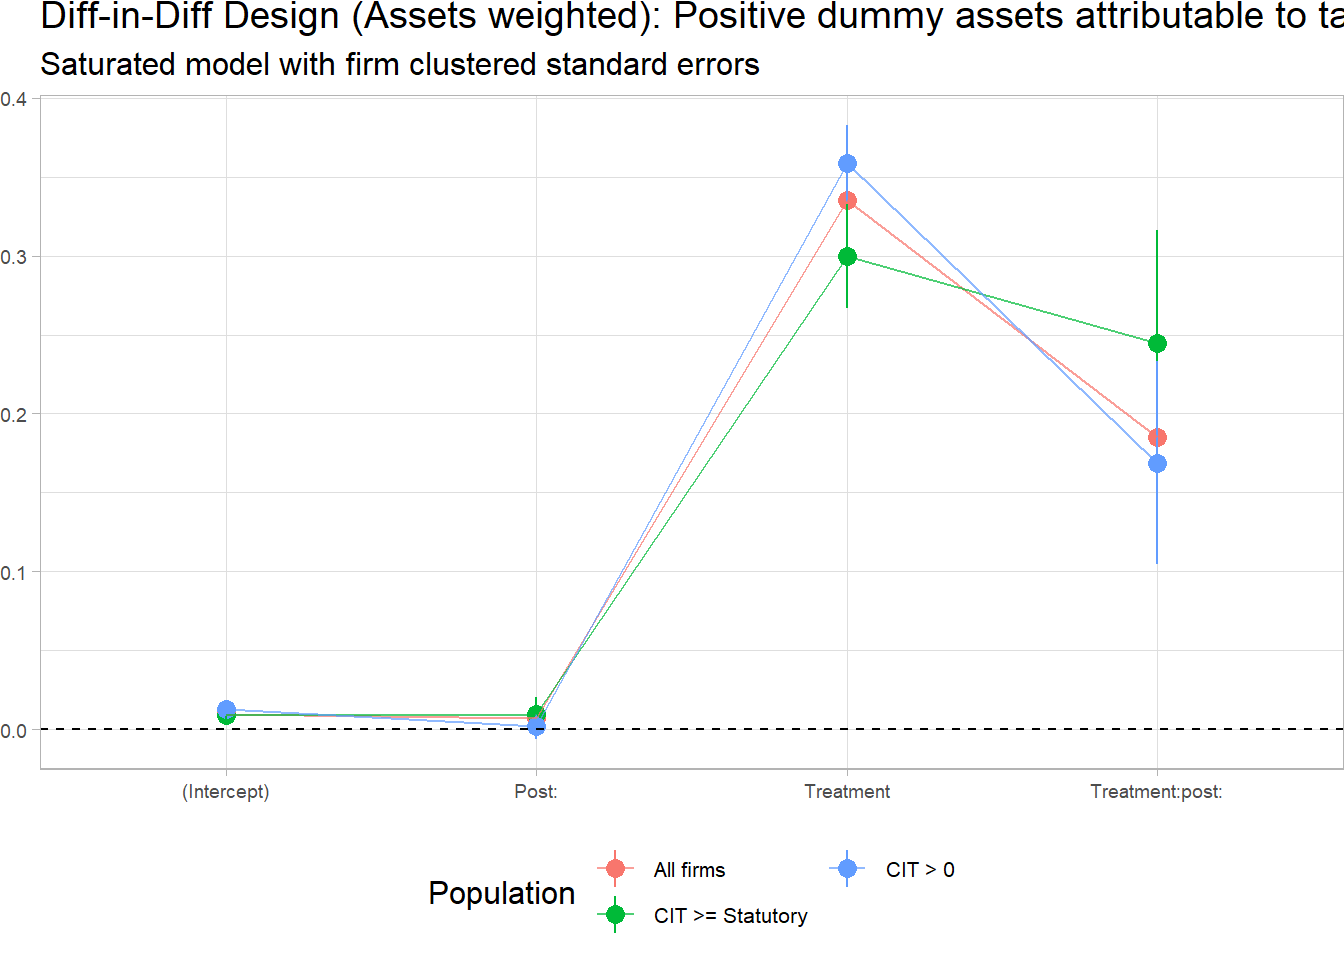 Diff-in-Diff Design (Assets weighted): Positive dummy assets attributable to
Saturated model with firm clustered standard errors
0.4
0.3
0.2
0.1
0.0
(Intercept) Post: Treatment Treatment:post:
Population
All firms CIT > 0
CIT >= Statutory